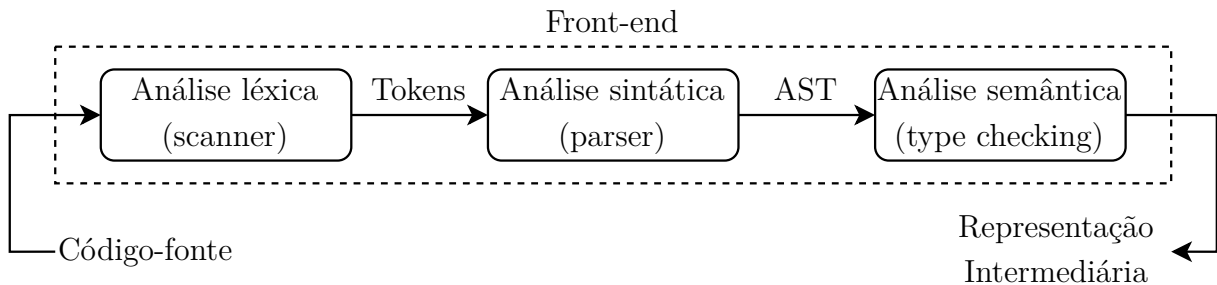 Front-end
Análise léxica
(scanner)
Tokens
Análise sintática
(parser)
AST
Análise semântica
(type checking)
Código-fonte
Representação
Intermediária